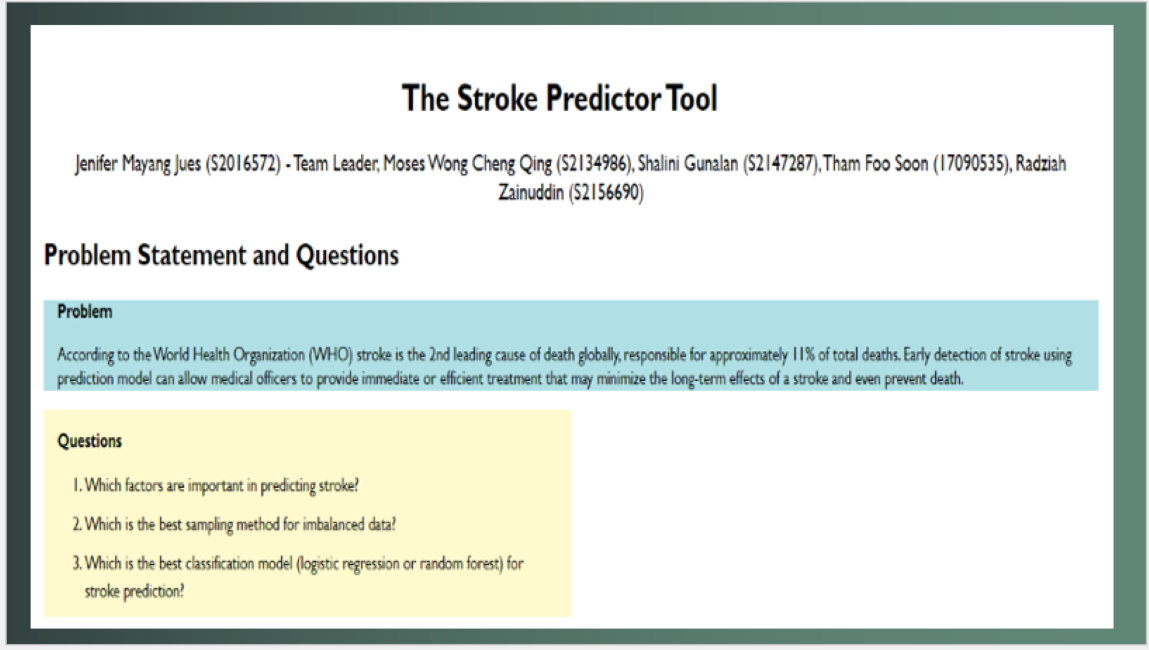 The Stroke Predictor Tool
Jenifer Mayang Jues (S2016572) - Team Leader, Moses Wong Cheng Qing (S2134986), Shalini Gunalan (S2147287), Tham Foo Soon (17090535), Radziah
Zainuddin (S2156690)
Problem Statement and Questions
Problem
According to the World Health Organization (WHO) stroke is the 2nd leading cause of death globally, responsible for approximately 11% of total deaths. Early detection of stroke using
prediction model can allow medical officers to provide immediate or efficient treatment that may minimize the long-term effects of a stroke and even prevent death.
Questions
1. Which factors are important in predicting stroke?
2. Which is the best sampling method for imbalanced data?
3. Which is the best classification model (logistic regression or random forest) for
stroke prediction?